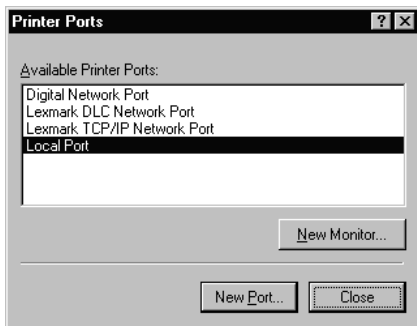 Printer Ports
Available Printer Ports:
Digital Network Port
Lexmark DLC Network Port
Lexmark TCP/IP Network Port
Local Port
New Monitor...
New Port...
Close